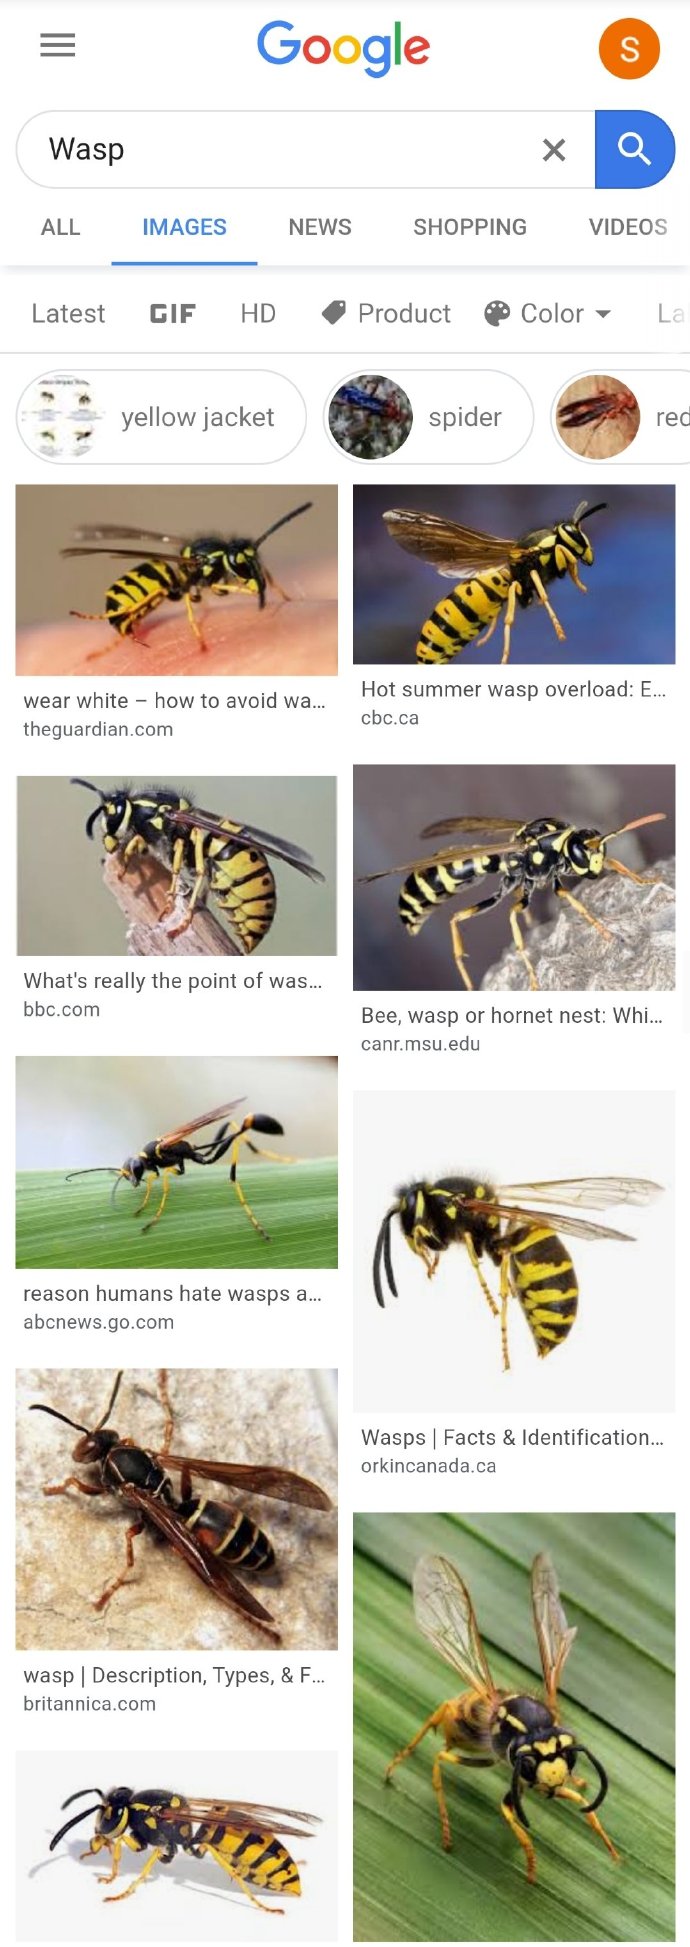 Google
S
Wasp
ALL IMAGES NEWS SHOPPING VIDEOS
Latest GIF HD Product Color La
yellow jacket spider red
wear white – how to avoid wa...
theguardian.com
Hot summer wasp overload: E...
cbc.ca
What's really the point of was...
bbc.com
Bee, wasp or hornet nest: Whi...
canr.msu.edu
reason humans hate wasps a...
abcnews.go.com
Wasps | Facts & Identification...
orkincanada.ca
wasp | Description, Types, & F...
britannica.com